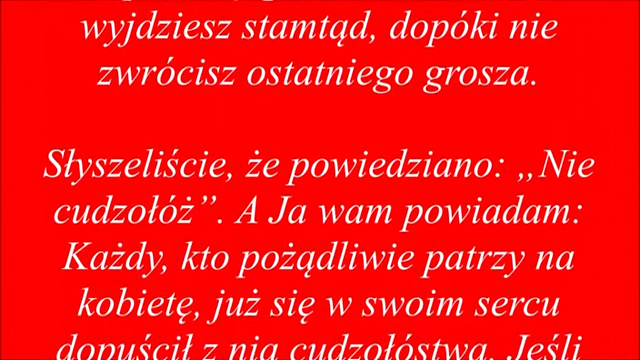 wyjdziesz stamtąd, dopóki nie
zwrócisz ostatniego grosza.
Słyszeliście, że powiedziano: „Nie
cudzołóż”. A Ja wam powiadam:
Każdy, kto pożądliwie patrzy na
kobietę, już się w swoim sercu
dopuścił z nią cudzołóstwa. Jeśli